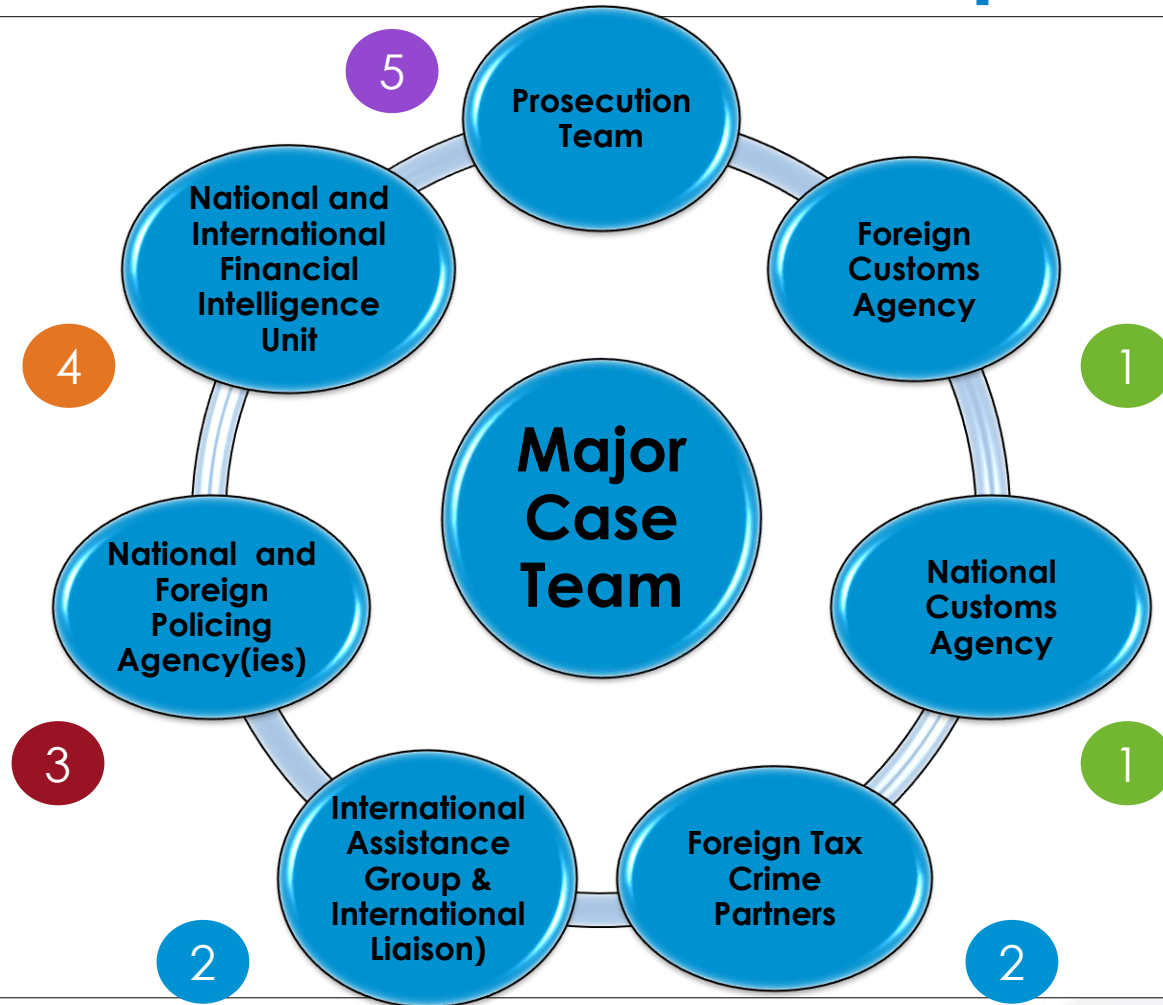 5
Prosecution
Team
National and
International
Financial
Intelligence
Unit
Foreign
Customs
Agency
4
1
Major
Case
Team
National  and
Foreign
Policing
Agency(ies)
National
Customs
Agency
3
1
International
Assistance
Group &
International
Liaison)
Foreign Tax
Crime
Partners
2
2